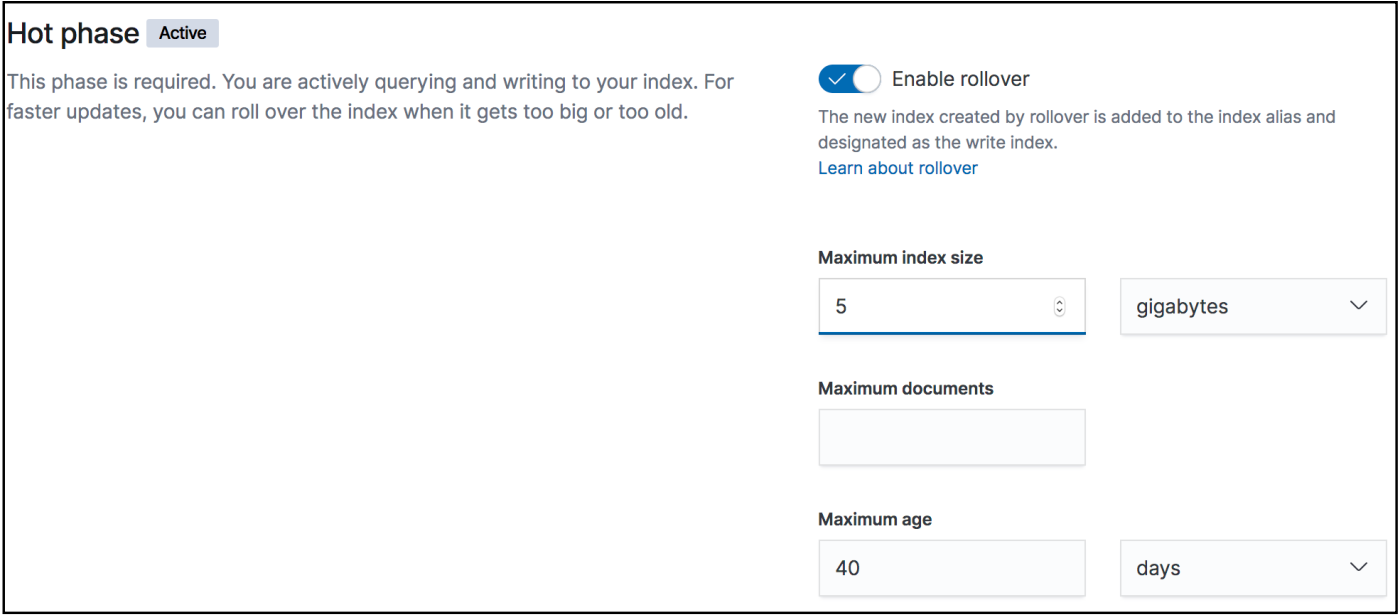 Hot phase Active
This phase is required. You are actively querying and writing to your index. For
faster updates, you can roll over the index when it gets too big or too old.
Enable rollover
The new index created by rollover is added to the index alias and
designated as the write index.
Learn about rollover
Maximum index size
5 gigabytes
Maximum documents
Maximum age
40 days